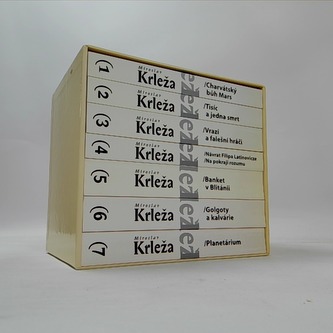 (1
Miroslav
Krleža
/Charvátský
bůh Mars
(2
Miroslav
Krleža
/Tisíc
a jedna smrt
(3
Miroslav
Krleža
/Vrazi
a falešní hráči
(4
Miroslav
Krleža
/Návrat Filipa Latinovicze
/Na pokraji rozumu
(5
Miroslav
Krleža
/Banket
v Blitánii
(6
Miroslav
Krleža
/Golgoty
a kalvárie
(7
Miroslav
Krleža
/Planetárium